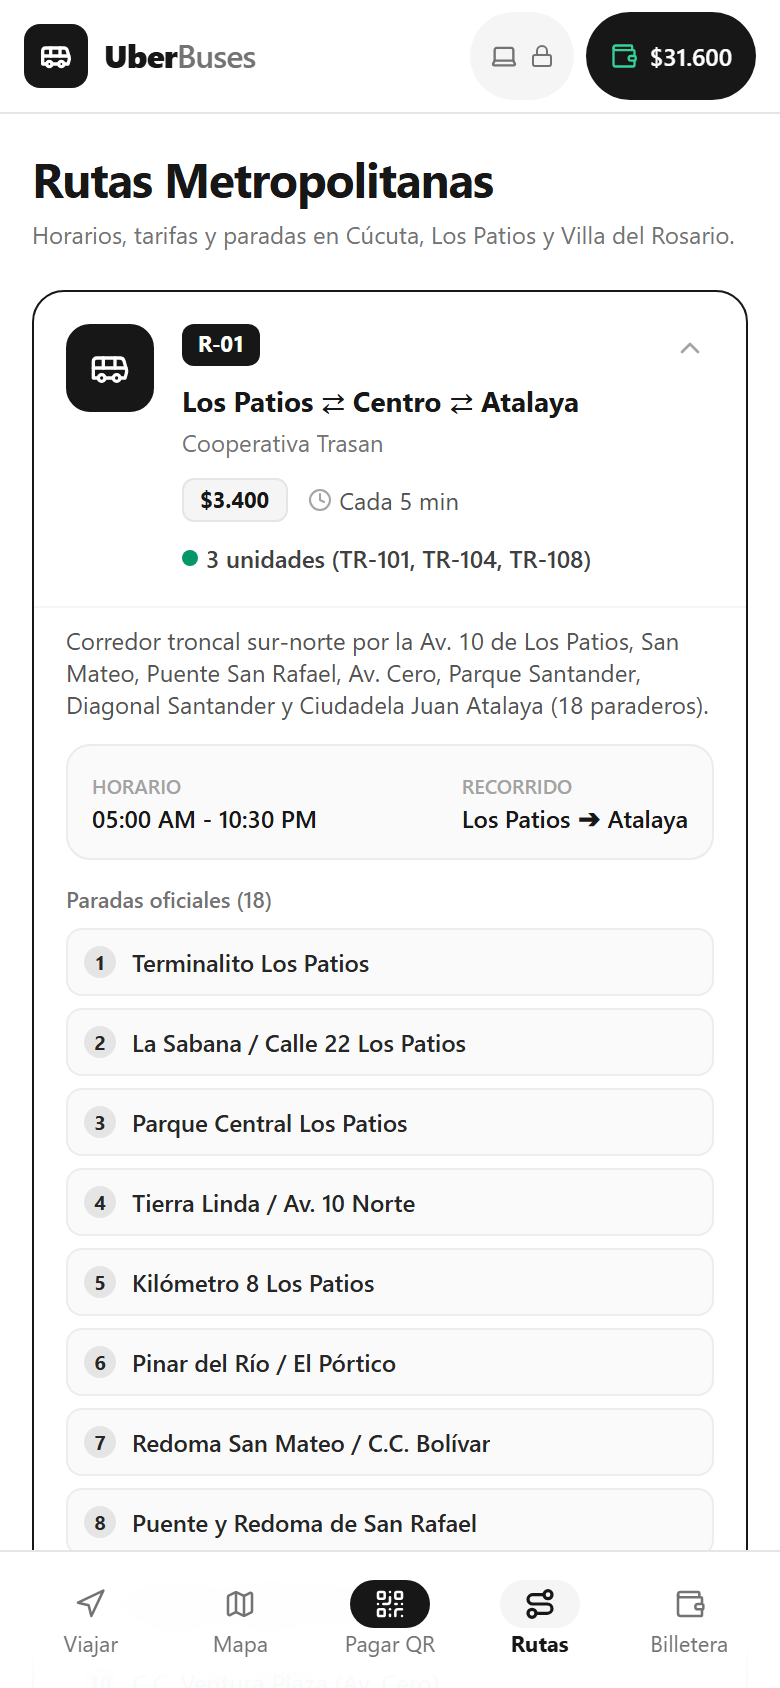 UberBuses
$31.600
Rutas Metropolitanas
Horarios, tarifas y paradas en Cúcuta, Los Patios y Villa del Rosario.
R-01
Los Patios ⇄ Centro ⇄ Atalaya
Cooperativa Trasan
$3.400 Cada 5 min
3 unidades (TR-101, TR-104, TR-108)
Corredor troncal sur-norte por la Av. 10 de Los Patios, San
Mateo, Puente San Rafael, Av. Cero, Parque Santander,
Diagonal Santander y Ciudadela Juan Atalaya (18 paraderos).
HORARIO
05:00 AM - 10:30 PM
RECORRIDO
Los Patios ➔ Atalaya
Paradas oficiales (18)
1 Terminalito Los Patios
2 La Sabana / Calle 22 Los Patios
3 Parque Central Los Patios
4 Tierra Linda / Av. 10 Norte
5 Kilómetro 8 Los Patios
6 Pinar del Río / El Pórtico
7 Redoma San Mateo / C.C. Bolívar
8 Puente y Redoma de San Rafael
Viajar
Mapa
Pagar QR
Rutas
Billetera
10 C.C. Ventura Plaza (Av. Cero)